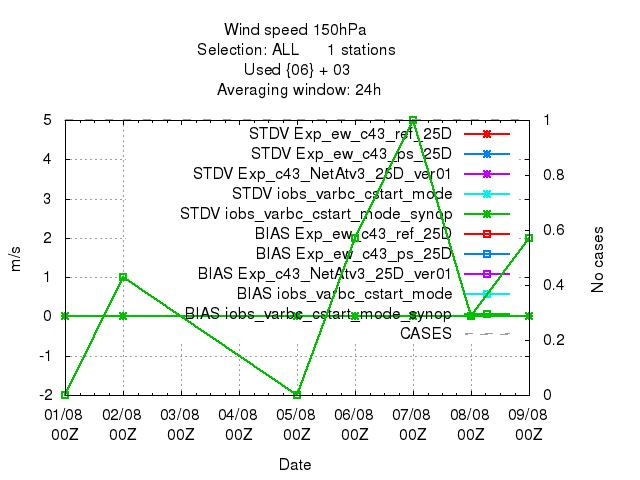 Wind speed 150hPa
Selection: ALL 1 stations
Used {06} + 03
Averaging window: 24h
5 1
STDV Exp_ew_c43_ref_25D
STDV Exp_ew_c43_ps_25D
4
STDV Exp_c43_NetAtv3_25D_ver01
0.8
STDV iobs_varbc_cstart_mode
3
STDV iobs_varbc_cstart_mode_synop
BIAS Exp_ew_c43_ref_25D
0.6
2
BIAS Exp_ew_c43_ps_25D
m/s
No cases
BIAS Exp_c43_NetAtv3_25D_ver01
1
0.4
BIAS iobs_varbc_cstart_mode
0
BIAS iobs_varbc_cstart_mode_synop
CASES
0.2
-1
-2 0
01/08 02/08 03/08 04/08 05/08 06/08 07/08 08/08 09/08
00Z 00Z 00Z 00Z 00Z 00Z 00Z 00Z 00Z
Date